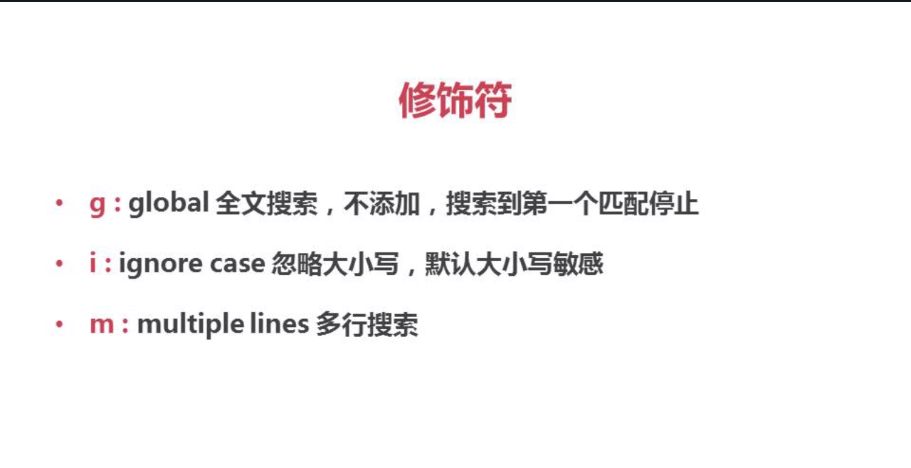 修饰符
• g : global 全文搜索，不添加，搜索到第一个匹配停止
• i : ignore case 忽略大小写，默认大小写敏感
• m : multiple lines 多行搜索